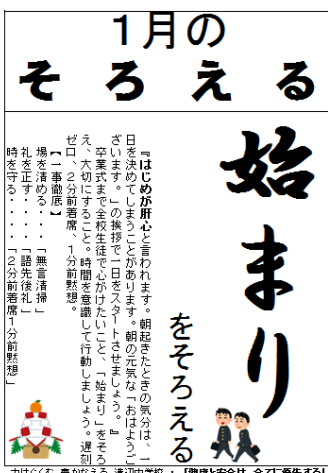 1月の
そろえる
始まり
をそろえる
『はじめが肝心と言われます。朝起きたときの気分は、一
日を決めてしまうことがあります。朝の元気な「おはようご
ざいます。」の挨拶で一日をスタートさせましょう。』
卒業式まで全校生徒で心がけたいこと、「始まり」をそろ
え、大切にすること。時間を意識して行動しましょう。遅刻
ゼロ、２分前着席、１分前黙想。
【一事徹底】
場を清める・・・「無言清掃」
礼を正す・・・・「語先後礼」
時を守る・・・・「２分前着席１分前黙想」